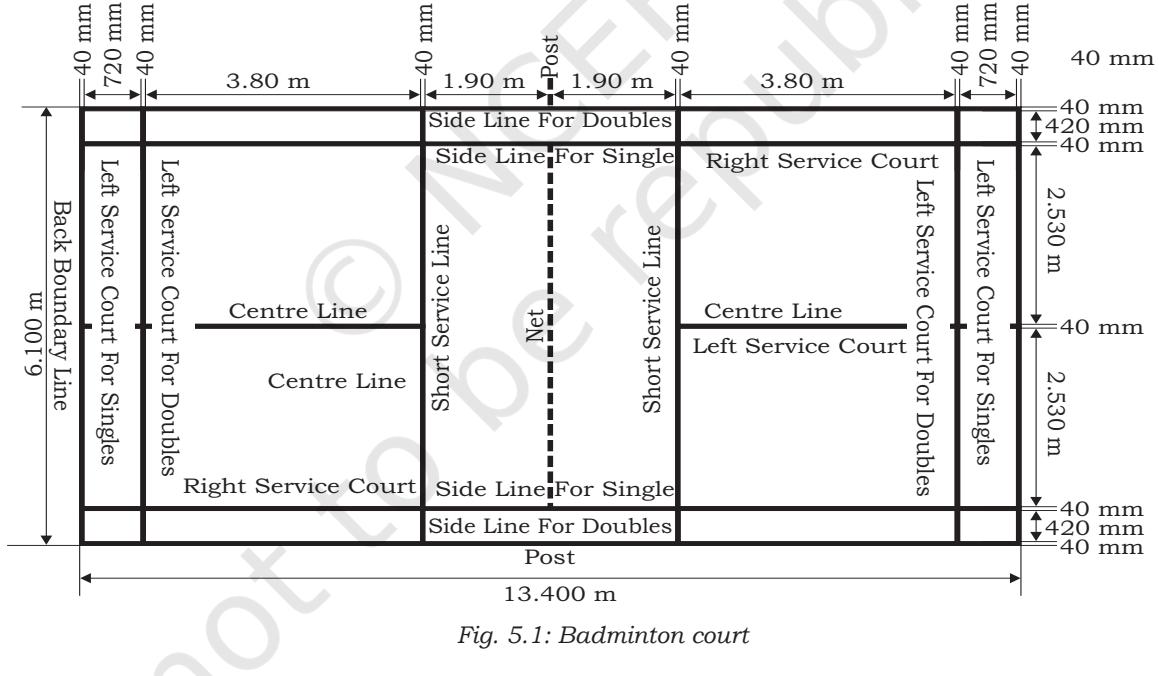 40 mm
720 mm
40 mm
40 mm
Post
40 mm
40 mm
720 mm
40 mm
40 mm
3.80 m
1.90 m
1.90 m
3.80 m
40 mm
420 mm
40 mm
Side Line For Doubles
Side Line For Single
Right Service Court
Back Boundary Line
6.100 m
Left Service Court For Singles
Left Service Court For Doubles
Centre Line
Centre Line
Short Service Line
Net
Short Service Line
Centre Line
Left Service Court
Left Service Court For Doubles
Left Service Court For Singles
2.530 m
40 mm
2.530 m
Right Service Court
Side Line For Single
Side Line For Doubles
40 mm
420 mm
40 mm
Post
13.400 m
Fig. 5.1: Badminton court
© NCER
not to be republ